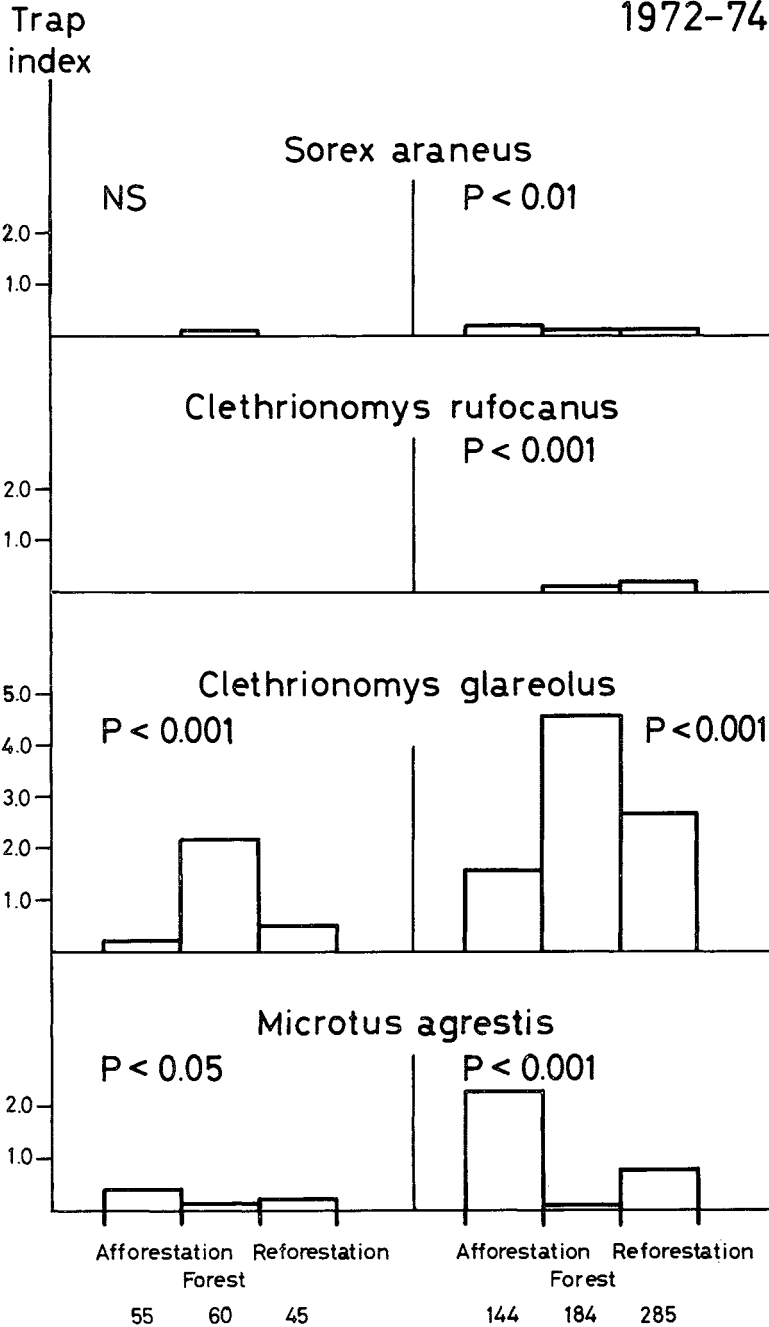 Trap index
1972-74
Sorex araneus
NS
P < 0.01
2.0
1.0
Clethrionomys rufocanus
P < 0.001
2.0
1.0
Clethrionomys glareolus
5.0
P < 0.001
P < 0.001
4.0
3.0
2.0
1.0
Microtus agrestis
P < 0.05
P < 0.001
2.0
1.0
Afforestation Reforestation
Afforestation Reforestation
Forest
Forest
55 60 45
144 184 285